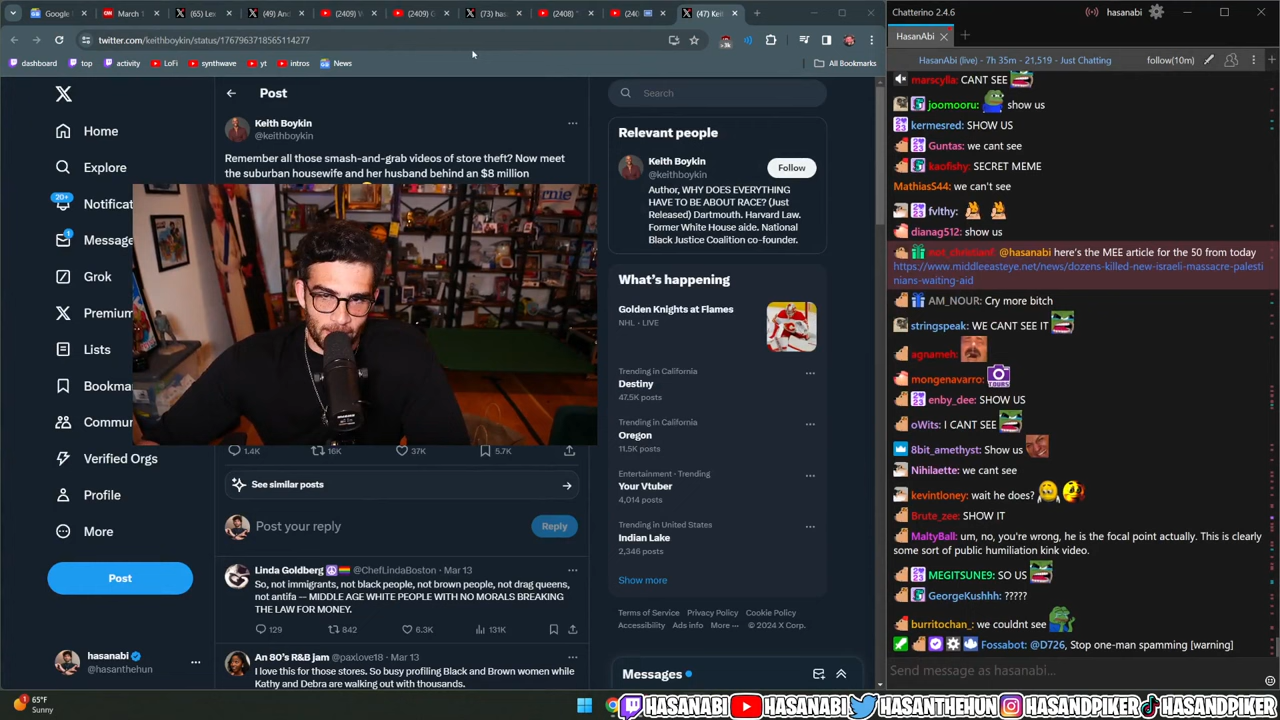 Google
March 1
(65) Lev
(49) And
(2409) W
(2409) G
(73) has
(2408) "
(240
(47) Kei
twitter.com/keithboykin/status/1767963718565114277
dashboard
top
activity
LoFi
synthwave
yt
intros
News
All Bookmarks
Home
Explore
20+
Notificat
1
Message
Grok
Premium
Lists
Bookma
Commu
Verified Orgs
Profile
More
Post
hasanabi
@hasanthehun
Post
Keith Boykin
@keithboykin
Remember all those smash-and-grab videos of store theft? Now meet
the urban housewife and her husband behind an $8 million
1.4K
16K
37K
5.7K
See similar posts
Post your reply
Reply
Linda Goldberg @ChefLindaBoston · Mar 13
So, not immigrants, not black people, not brown people, not drag queens,
not antifa — MIDDLE AGE WHITE PEOPLE WITH NO MORALS BREAKING
THE LAW FOR MONEY.
129
842
6.3K
131K
An 80's R&B jam @paxlove18 · Mar 13
I love this for those stores. So busy profiling Black and Brown women while
Kathy and Debra are walking out with thousands.
Search
Relevant people
Keith Boykin
@keithboykin
Follow
Author, WHY DOES EVERYTHING
HAVE TO BE ABOUT RACE? (Just
Released) Dartmouth. Harvard Law.
Former White House aide. National
Black Justice Coalition co-founder.
What's happening
Golden Knights at Flames
NHL · LIVE
Trending in California
Destiny
47.5K posts
Trending in California
Oregon
11.5K posts
Entertainment · Trending
Your Vtuber
4,014 posts
Trending in United States
Indian Lake
2,346 posts
Show more
Terms of Service Privacy Policy Cookie Policy
Accessibility Ads info More ··· © 2024 X Corp.
Messages
Chatterino 2.4.6
hasanabi
HasanAbi
HasanAbi (live) - 7h 35m - 21,519 - Just Chatting
follow(10m)
marscylla: CANT SEE
joomooru: show us
kermesred: SHOW US
Guntas: we cant see
kaofishy: SECRET MEME
MathiasS44: we can't see
fvlthy:
dianag512: show us
not_christianf: @hasanabi here's the MEE article for the 50 from today
https://www.middleeasteye.net/news/dozens-killed-new-israeli-massacre-palesti
nians-waiting-aid
AM_NOUR: Cry more bitch
stringspeak: WE CANT SEE IT
agnameh:
mongenavarro:
TOURS
enby_dee: SHOW US
oWits: I CANT SEE
8bit_amethyst: Show us
Nihilaette: we cant see
kevintloney: wait he does?
Brute_zee: SHOW IT
MaltyBall: um, no, you're wrong, he is the focal point actually. This is clearly
some sort of public humiliation kink video.
MEGITSUNE9: SO US
GeorgeKushhh: ?????
burritochan_: we couldnt see
Fossabot: @D726, Stop one-man spamming [warning]
Send message as hasanabi...
65°F
Sunny
HASANABI
HASANABI
HASANTHEHUN
HASANDPIKER
HASANDPIKER